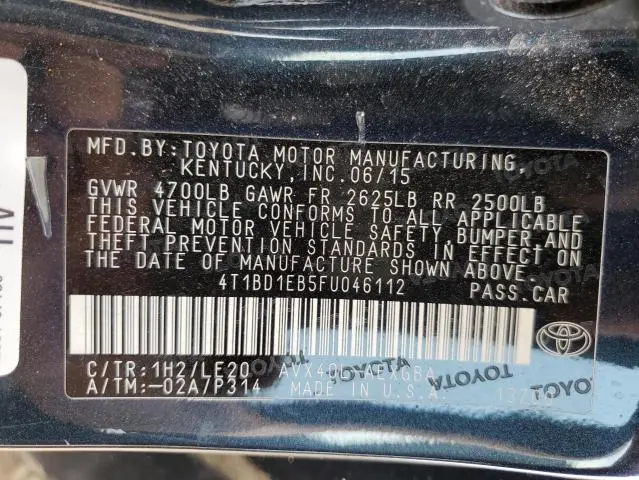 MFD.BY:TOYOTA MOTOR MANUFACTURING,
KENTUCKY,INC.06/15
GVWR 4700LB GAWR FR 2625LB RR 2500LB
THIS VEHICLE CONFORMS TO ALL APPLICABLE
FEDERAL MOTOR VEHICLE SAFETY, BUMPER,AND
THEFT PREVENTION STANDARDS IN EFFECT ON
THE DATE OF MANUFACTURE SHOWN ABOVE.
4T1BD1EB5FU046112 PASS.CAR
C/TR:1H2/LE20
A/TM:-02A/P314 MADE IN U.S.A.
TOYOTA